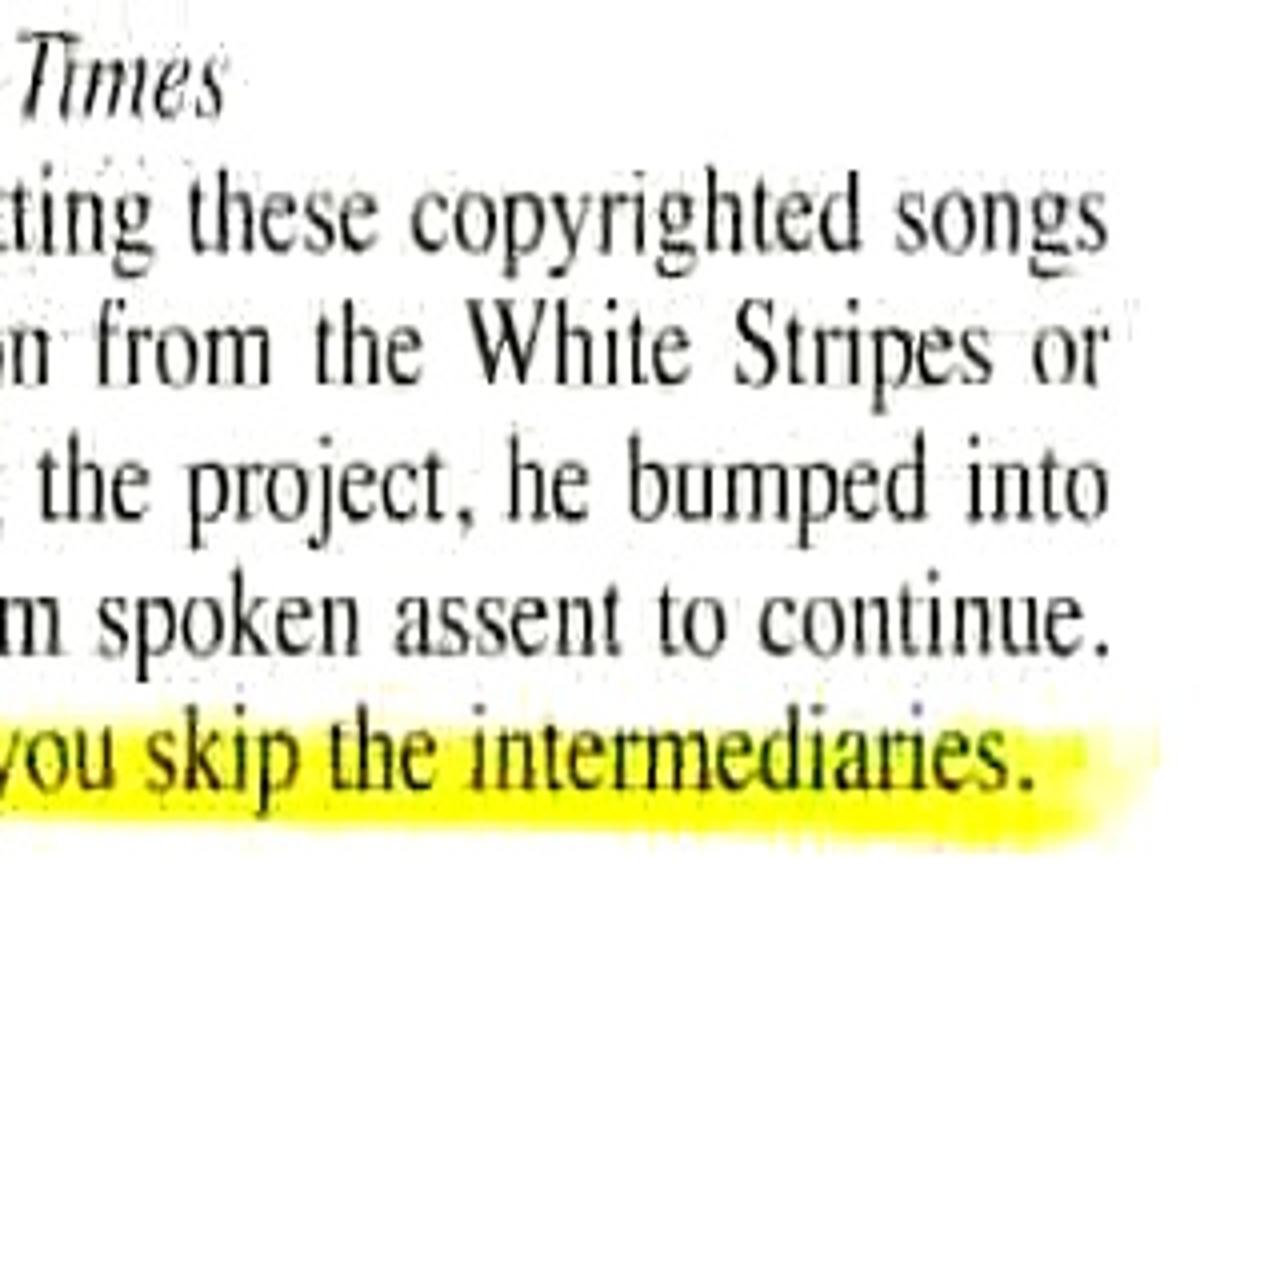 Times
ting these copyrighted songs
n from the White Stripes or
the project, he bumped into
m spoken assent to continue.
you skip the intermediaries.